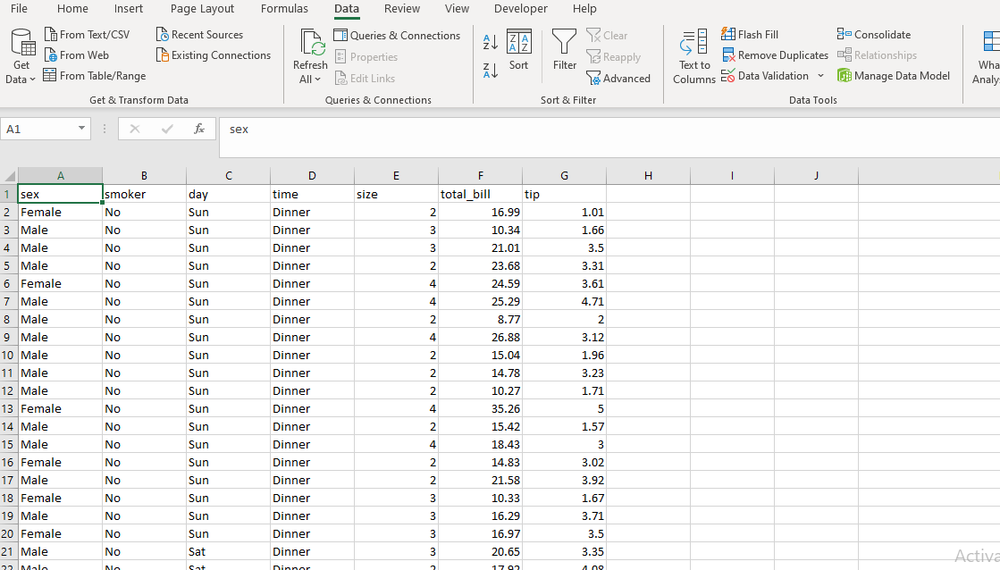 File Home Insert Page Layout Formulas Data Review View Developer Help
From Text/CSV Recent Sources Queries & Connections Clear Flash Fill Consolidate
From Web Existing Connections Properties Reapply Remove Duplicates Relationships
Get Data From Table/Range Refresh All Edit Links Sort Filter Advanced Text to Columns Data Validation Manage Data Model
Get & Transform Data Queries & Connections Sort & Filter Data Tools
A1 fx sex
A B C D E F G H I J
1 sex smoker day time size total_bill tip
2 Female No Sun Dinner 2 16.99 1.01
3 Male No Sun Dinner 3 10.34 1.66
4 Male No Sun Dinner 3 21.01 3.5
5 Male No Sun Dinner 2 23.68 3.31
6 Female No Sun Dinner 4 24.59 3.61
7 Male No Sun Dinner 4 25.29 4.71
8 Male No Sun Dinner 2 8.77 2
9 Male No Sun Dinner 4 26.88 3.12
10 Male No Sun Dinner 2 15.04 1.96
11 Male No Sun Dinner 2 14.78 3.23
12 Male No Sun Dinner 2 10.27 1.71
13 Female No Sun Dinner 4 35.26 5
14 Male No Sun Dinner 2 15.42 1.57
15 Male No Sun Dinner 4 18.43 3
16 Female No Sun Dinner 2 14.83 3.02
17 Male No Sun Dinner 2 21.58 3.92
18 Female No Sun Dinner 3 10.33 1.67
19 Male No Sun Dinner 3 16.29 3.71
20 Female No Sun Dinner 3 16.97 3.5
21 Male No Sat Dinner 3 20.65 3.35
22 Male No Sat Dinner 2 17.92 4.08